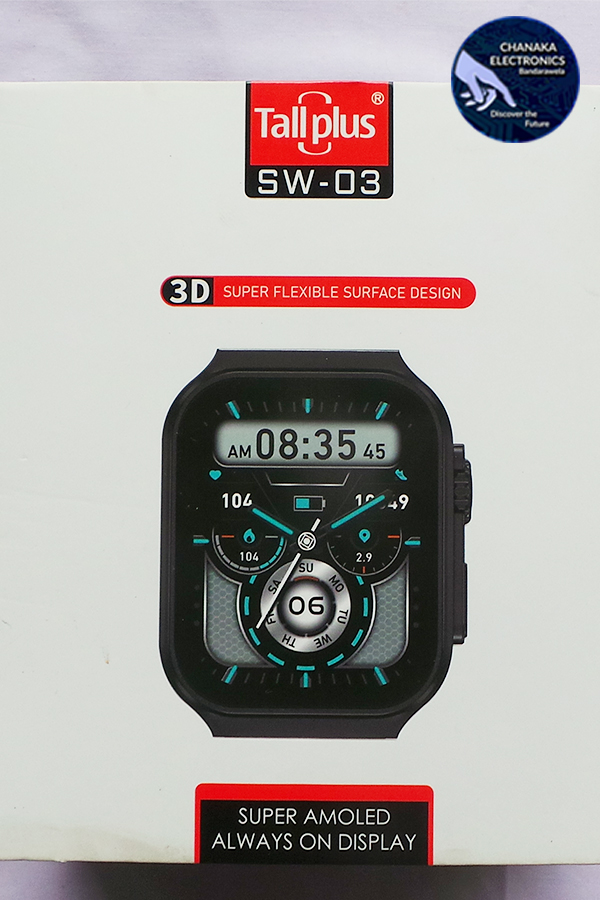 CHANAKA
ELECTRONICS
Bandarawela
Discover the
Future
Tallplus®
SW-03
3D SUPER FLEXIBLE SURFACE DESIGN
AM 08:35 45
104
104
2.9
SU
MO
TU
WE
TH
FR
SA
06
SUPER AMOLED
ALWAYS ON DISPLAY